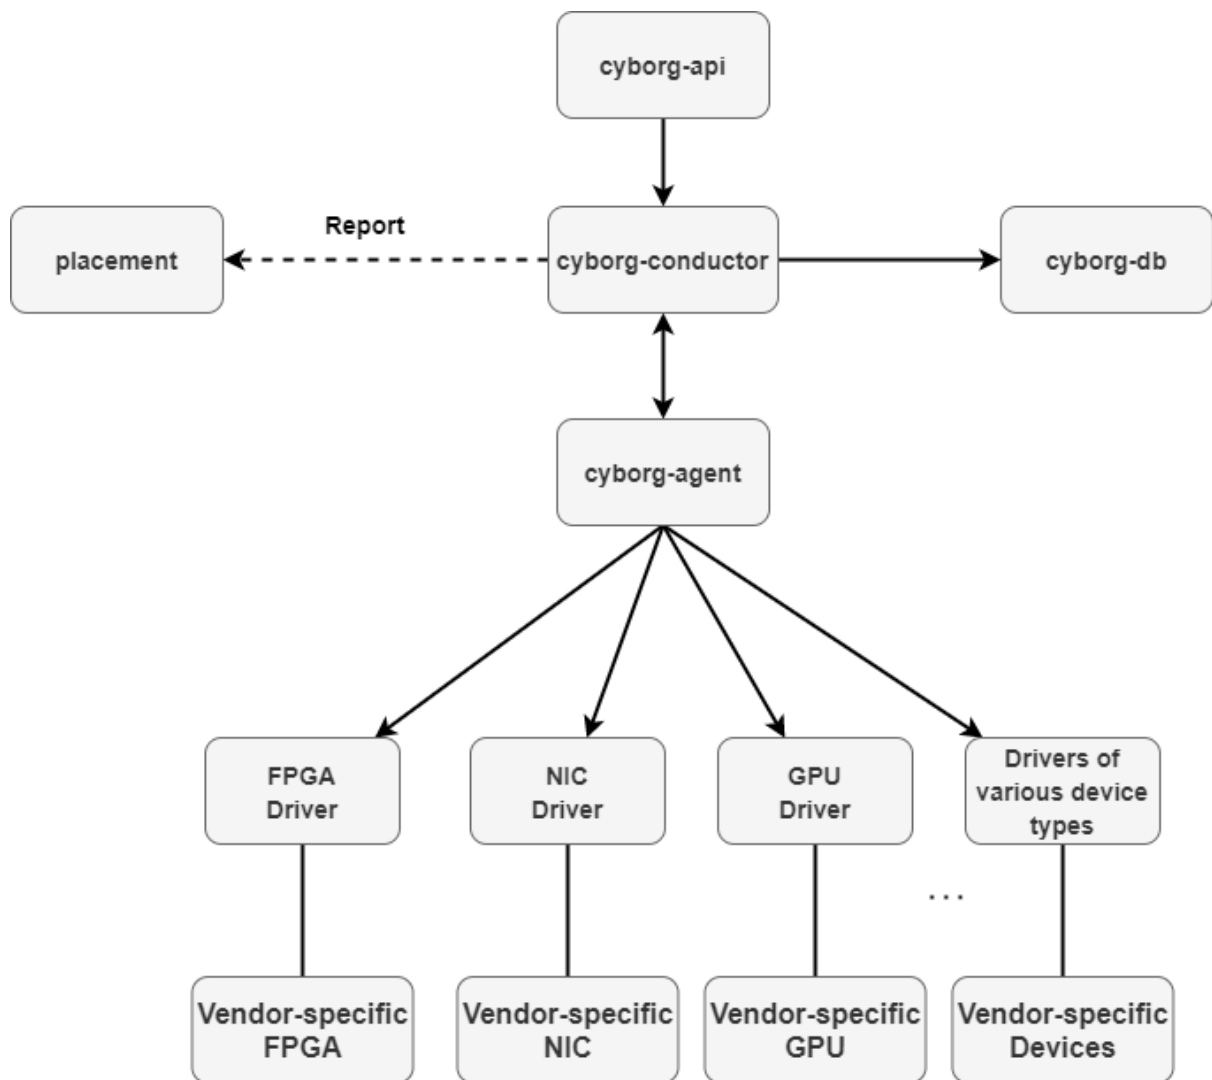 cyborg-api
Report
placement
cyborg-conductor
cyborg-db
cyborg-agent
FPGA
Driver
NIC
Driver
GPU
Driver
Drivers of
various device
types
...
Vendor-specific
FPGA
Vendor-specific
NIC
Vendor-specific
GPU
Vendor-specific
Devices